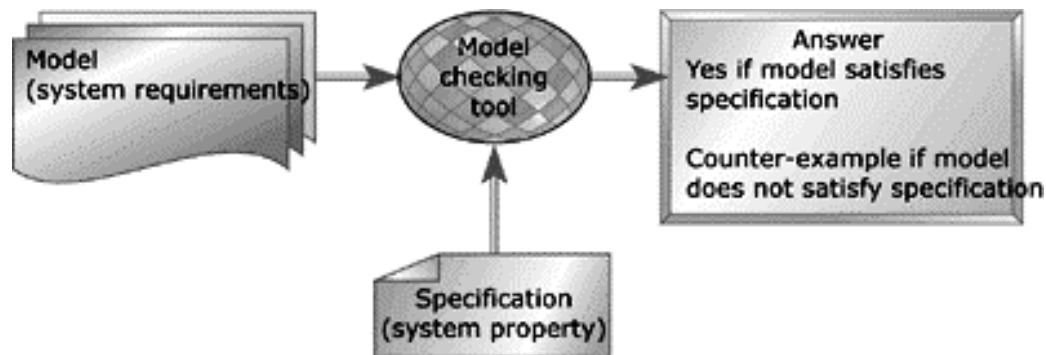 Model
(system requirements)
Model
checking
tool
Answer
Yes if model satisfies
specification
Counter-example if model
does not satisfy specification
Specification
(system property)